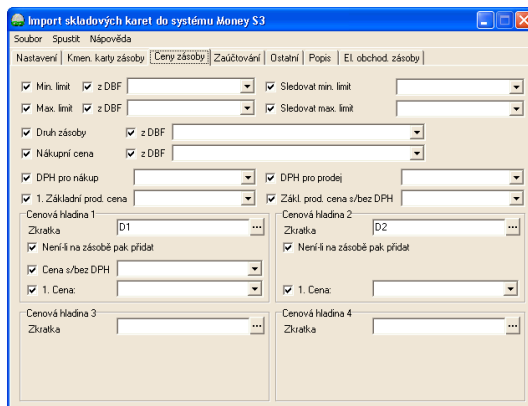 Import skladových karet do systému Money S3
Soubor Spustit Nápověda
Nastavení Kmen. karty zásoby Ceny zásoby Zaúčtování Ostatní Popis El. obchod. zásoby
Min. limit z DBF Sledovat min. limit
Max. limit z DBF Sledovat max. limit
Druh zásoby z DBF
Nákupní cena z DBF
DPH pro nákup DPH pro prodej
1. Základní prod. cena Zákl. prod. cena s/bez DPH
Cenová hladina 1 Cenová hladina 2
Zkratka D1 ... Zkratka D2 ...
Není-li na zásobě pak přidat Není-li na zásobě pak přidat
Cena s/bez DPH
1. Cena: 1. Cena:
Cenová hladina 3 Cenová hladina 4
Zkratka ... Zkratka ...